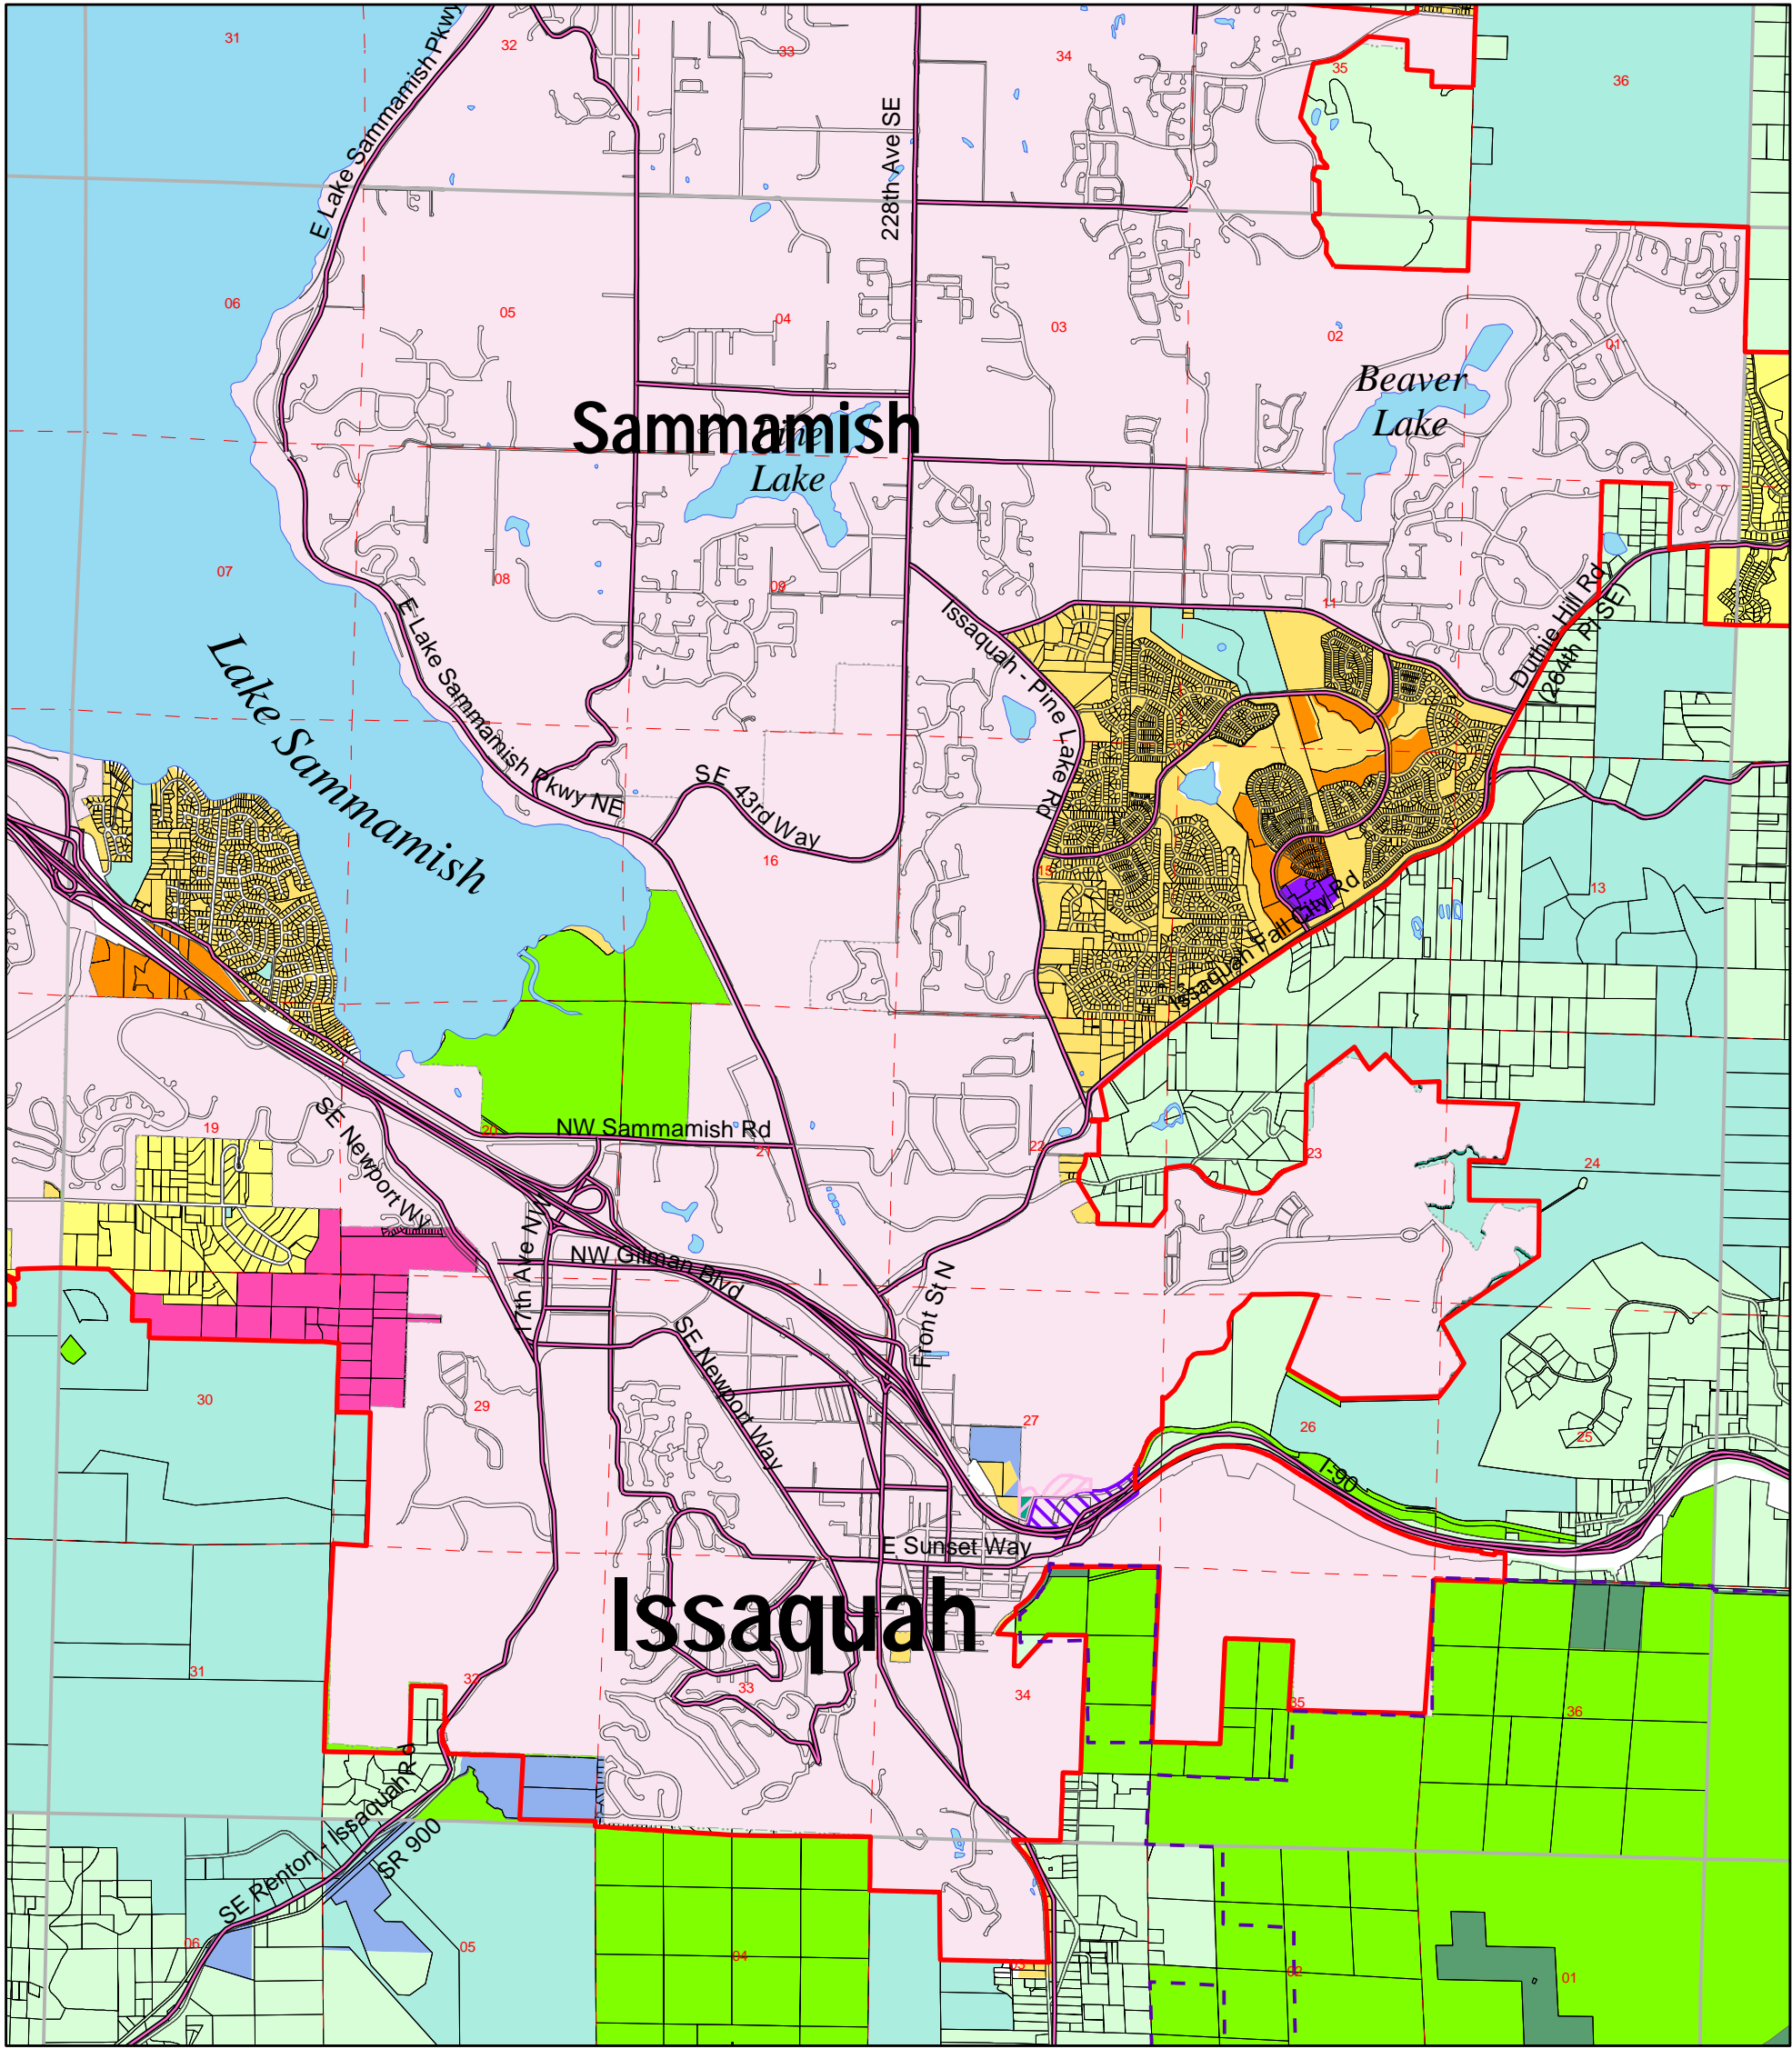 31
32
33
34
35
36
E Lake Sammamish Pkwy
228th Ave SE
06
05
04
03
02
01
Beaver
Lake
Sammamish
Pine
Lake
07
08
09
11
E Lake Sammamish Pkwy NE
Issaquah - Pine Lake Rd
Duthie Hill Rd
(264th Pl SE)
Lake Sammamish
SE 43rd Way
16
15
13
Issaquah Fall City Rd
19
20
NW Sammamish Rd
21
22
23
24
SE Newport Wy
17th Ave NW
NW Gilman Blvd
Front St N
SE Newport Way
30
29
27
26
25
I-90
E Sunset Way
Issaquah
31
32
33
34
35
36
SE Renton - Issaquah Rd
SR 900
06
05
04
03
02
01